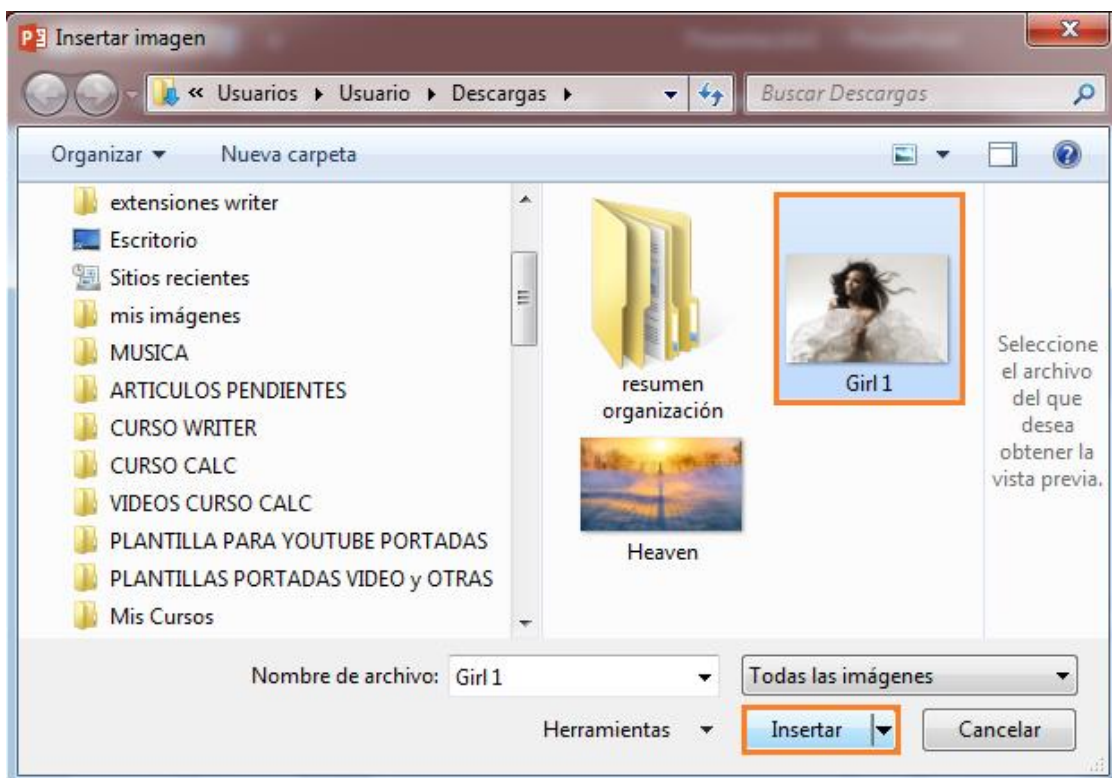 Insertar imagen
« Usuarios ▸ Usuario ▸ Descargas ▸
Buscar Descargas
Organizar
Nueva carpeta
extensiones writer
Escritorio
Sitios recientes
mis imágenes
MUSICA
ARTICULOS PENDIENTES
CURSO WRITER
CURSO CALC
VIDEOS CURSO CALC
PLANTILLA PARA YOUTUBE PORTADAS
PLANTILLAS PORTADAS VIDEO y OTRAS
Mis Cursos
resumen
organización
Girl 1
Heaven
Seleccione
el archivo
del que
desea
obtener la
vista previa.
Nombre de archivo: Girl 1
Todas las imágenes
Herramientas
Insertar
Cancelar